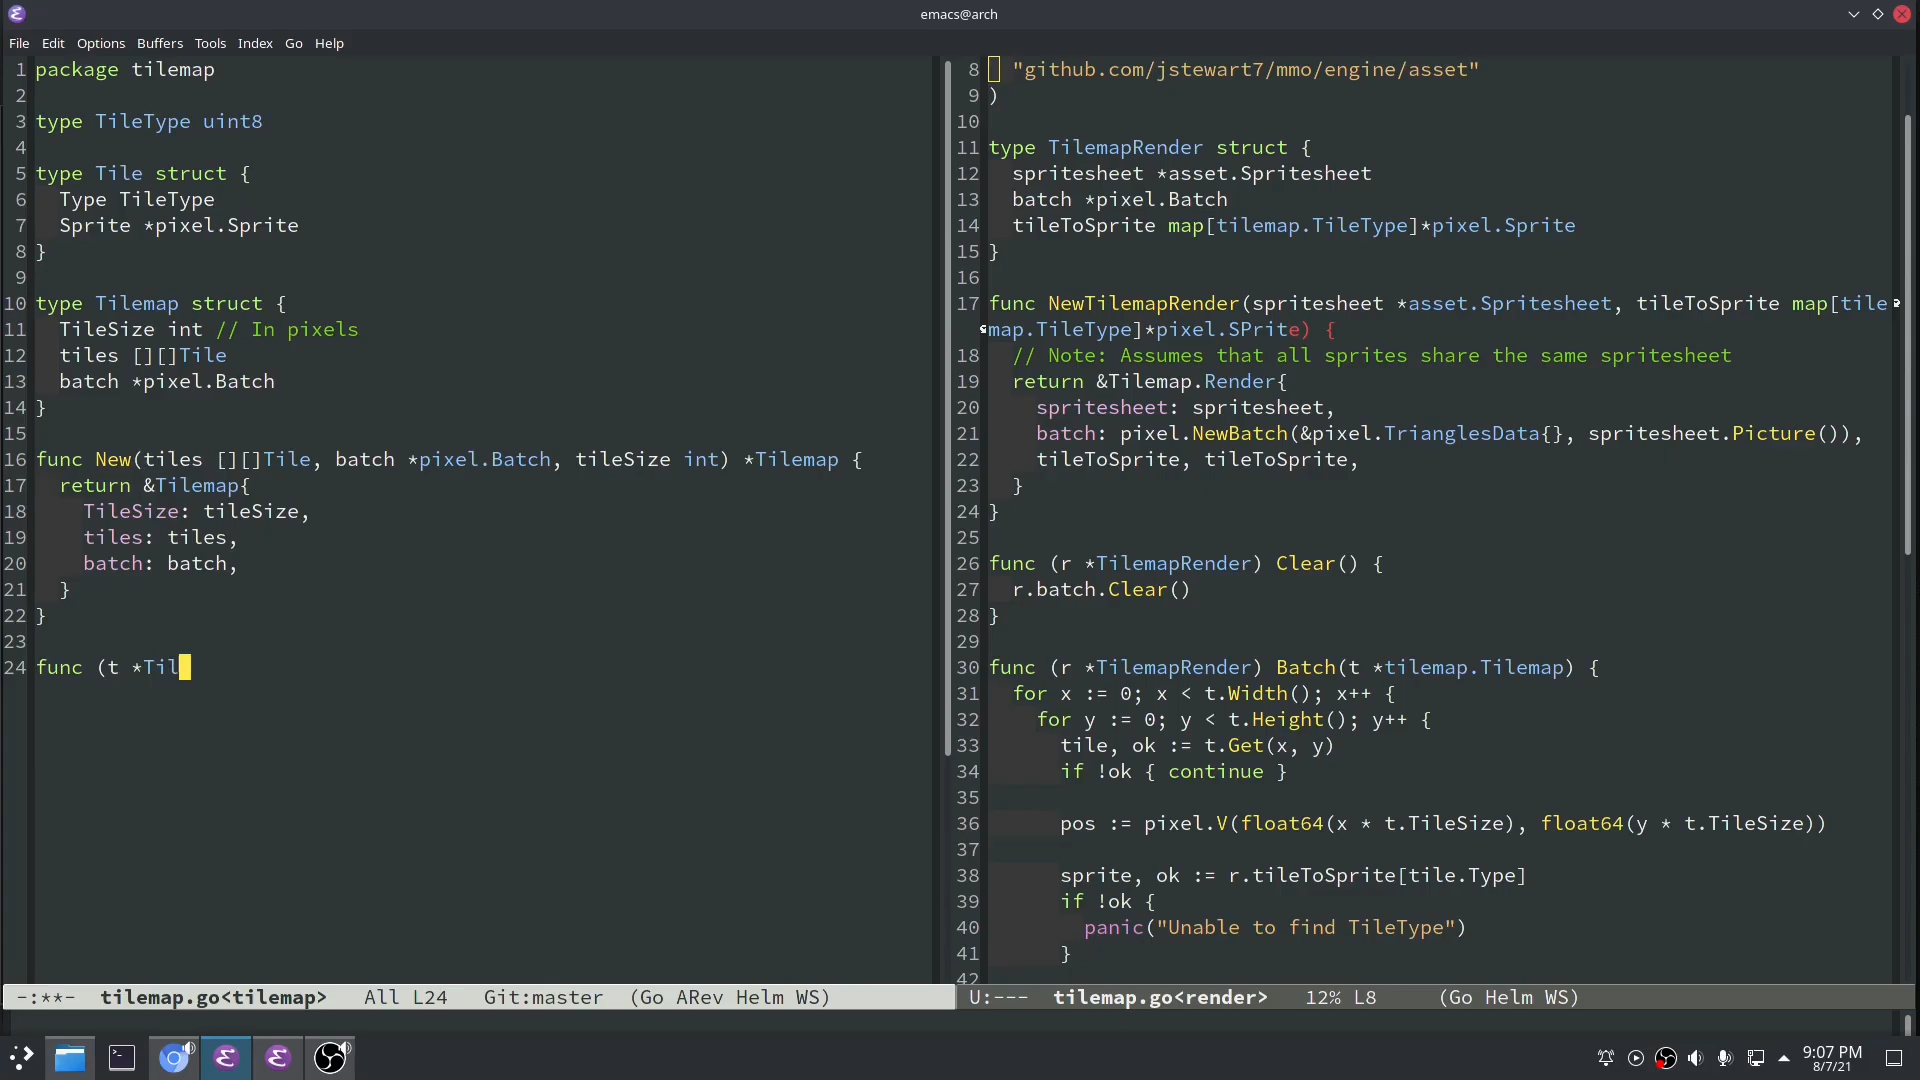 emacs@arch
File Edit Options Buffers Tools Index Go Help
1 package tilemap
2
3 type TileType uint8
4
5 type Tile struct {
6 Type TileType
7 Sprite *pixel.Sprite
8 }
9
10 type Tilemap struct {
11 TileSize int // In pixels
12 tiles [][]Tile
13 batch *pixel.Batch
14 }
15
16 func New(tiles [][]Tile, batch *pixel.Batch, tileSize int) *Tilemap {
17 return &Tilemap{
18 TileSize: tileSize,
19 tiles: tiles,
20 batch: batch,
21 }
22 }
23
24 func (t *Til
-:**- tilemap.go<tilemap> All L24 Git:master (Go ARev Helm WS)
8 "github.com/jstewart7/mmo/engine/asset"
9 )
10
11 type TilemapRender struct {
12 spritesheet *asset.Spritesheet
13 batch *pixel.Batch
14 tileToSprite map[tilemap.TileType]*pixel.Sprite
15 }
16
17 func NewTilemapRender(spritesheet *asset.Spritesheet, tileToSprite map[tile
map.TileType]*pixel.SPrite) {
18 // Note: Assumes that all sprites share the same spritesheet
19 return &Tilemap.Render{
20 spritesheet: spritesheet,
21 batch: pixel.NewBatch(&pixel.TrianglesData{}, spritesheet.Picture()),
22 tileToSprite, tileToSprite,
23 }
24 }
25
26 func (r *TilemapRender) Clear() {
27 r.batch.Clear()
28 }
29
30 func (r *TilemapRender) Batch(t *tilemap.Tilemap) {
31 for x := 0; x < t.Width(); x++ {
32 for y := 0; y < t.Height(); y++ {
33 tile, ok := t.Get(x, y)
34 if !ok { continue }
35
36 pos := pixel.V(float64(x * t.TileSize), float64(y * t.TileSize))
37
38 sprite, ok := r.tileToSprite[tile.Type]
39 if !ok {
40 panic("Unable to find TileType")
41 }
42
U:--- tilemap.go<render> 12% L8 (Go Helm WS)
9:07 PM
8/7/21